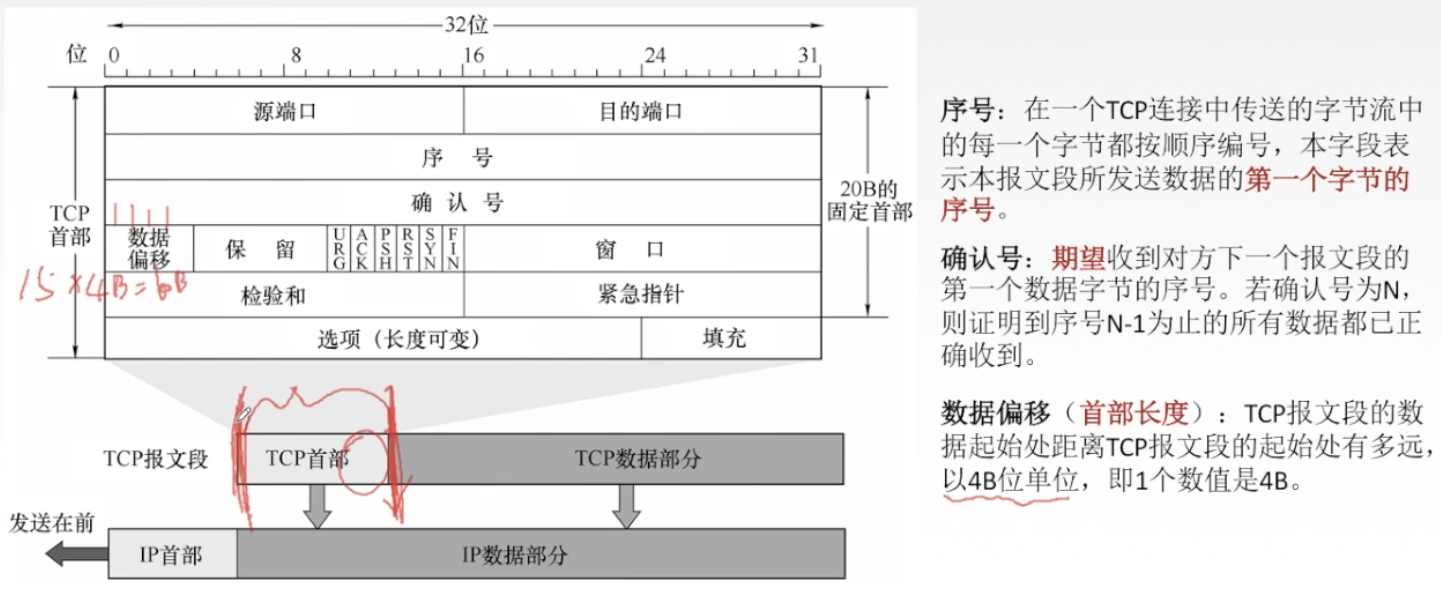 32位
位 0 8 16 24 31
源端口 目的端口
序 号
确 认 号
TCP
首部
20B的
固定首部
1111
数据
偏移
保 留
URG
ACK
PSH
RST
SYN
FIN
窗 口
15×4B=60B
检验和 紧急指针
选项（长度可变） 填充
TCP报文段 TCP首部 TCP数据部分
发送在前
IP首部 IP数据部分
序号：在一个TCP连接中传送的字节流中
的每一个字节都按顺序编号，本字段表
示本报文段所发送数据的第一个字节的
序号。
确认号：期望收到对方下一个报文段的
第一个数据字节的序号。若确认号为N，
则证明到序号N-1为止的所有数据都已正
确收到。
数据偏移（首部长度）：TCP报文段的数
据起始处距离TCP报文段的起始处有多远，
以4B位单位，即1个数值是4B。